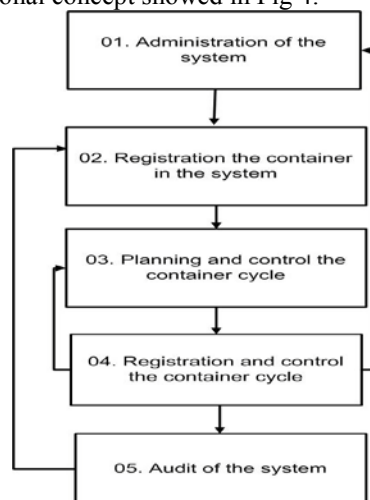 onal concept showed in Fig 4.
01. Administration of the
system
02. Registration the container
in the system
03. Planning and control the
container cycle
04. Registration and control
the container cycle
05. Audit of the system